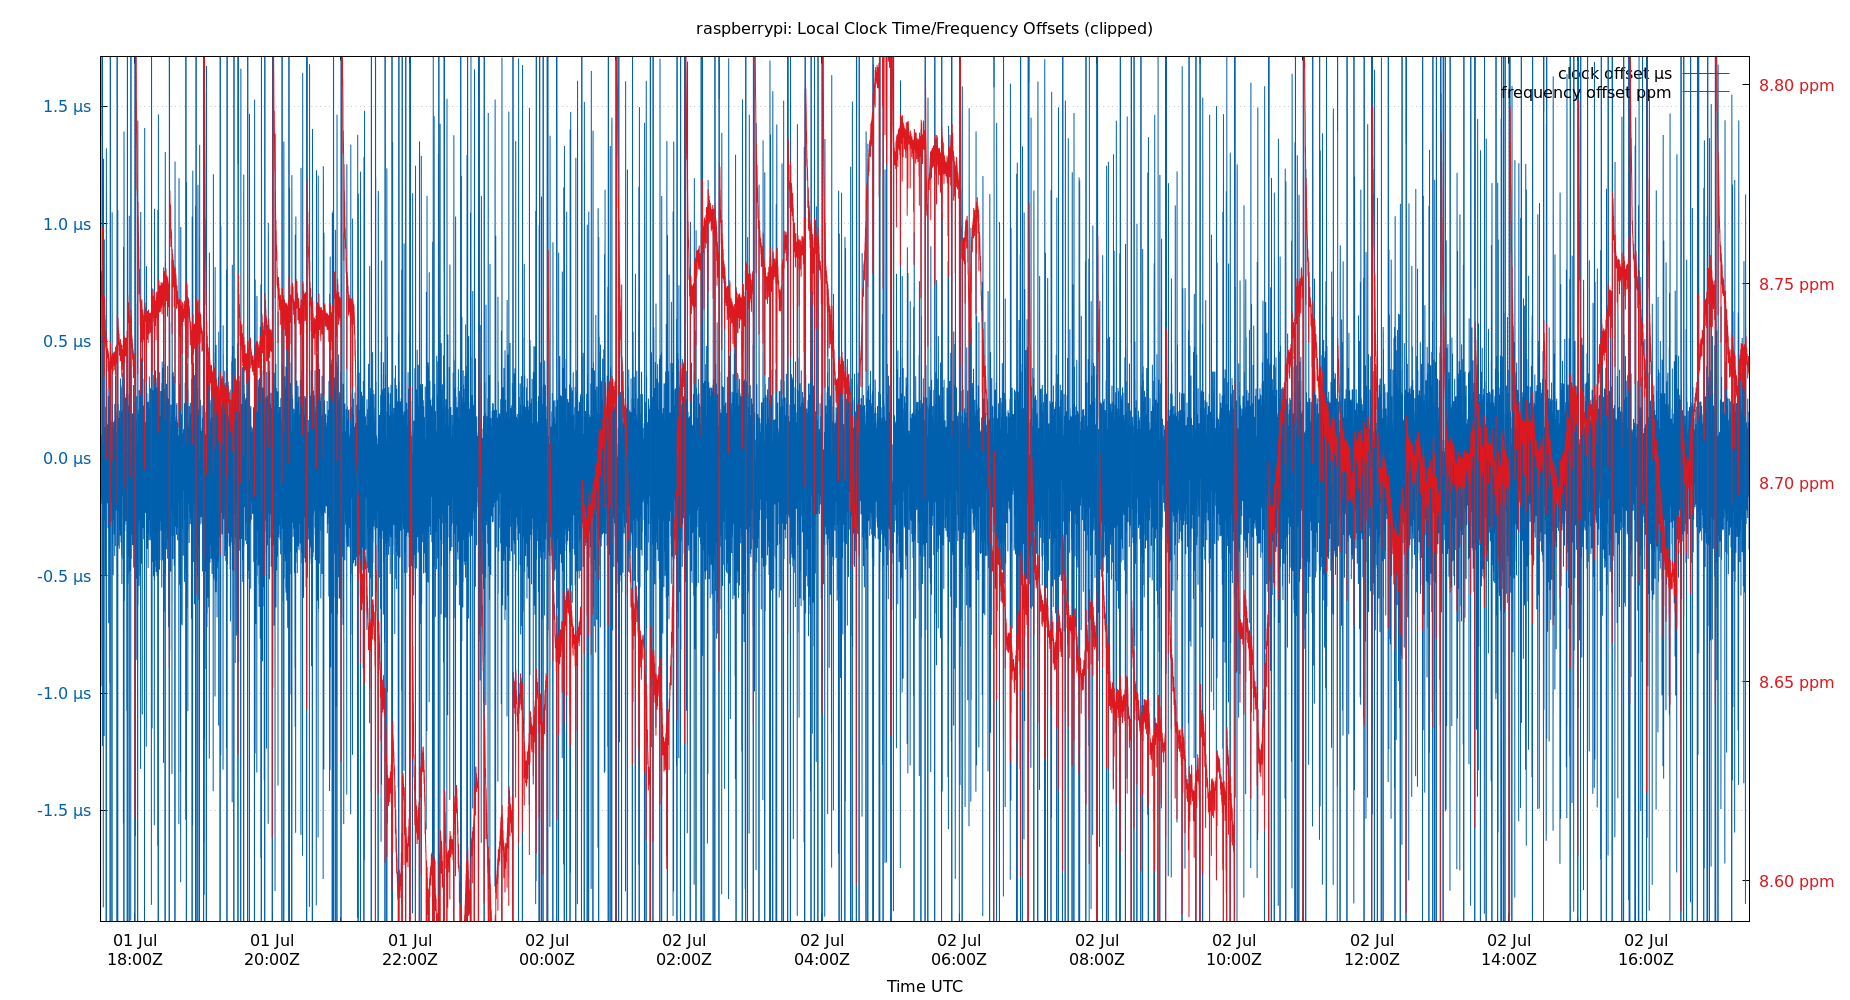 raspberrypi: Local Clock Time/Frequency Offsets (clipped)
clock offset µs
frequency offset ppm
1.5 µs
1.0 µs
0.5 µs
0.0 µs
-0.5 µs
-1.0 µs
-1.5 µs
8.80 ppm
8.75 ppm
8.70 ppm
8.65 ppm
8.60 ppm
01 Jul 01 Jul 01 Jul 02 Jul 02 Jul 02 Jul 02 Jul 02 Jul 02 Jul 02 Jul 02 Jul 02 Jul
18:00Z 20:00Z 22:00Z 00:00Z 02:00Z 04:00Z 06:00Z 08:00Z 10:00Z 12:00Z 14:00Z 16:00Z
Time UTC